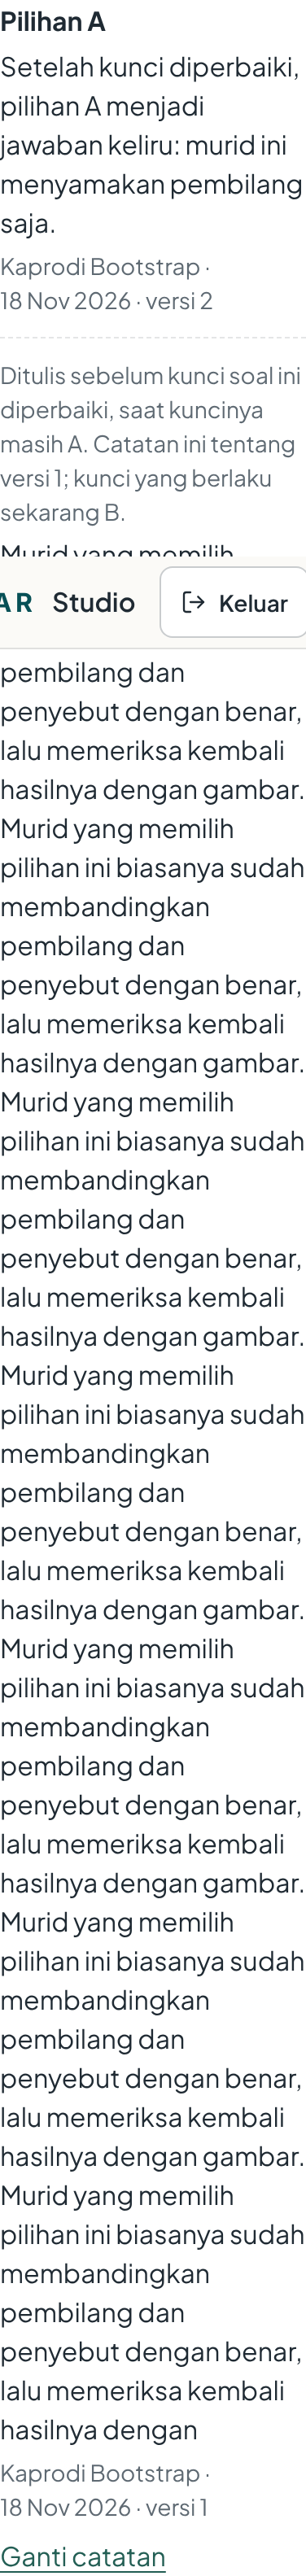 Pilihan A
Setelah kunci diperbaiki,
pilihan A menjadi
jawaban keliru: murid ini
menyamakan pembilang
saja.
Kaprodi Bootstrap ·
18 Nov 2026 · versi 2
Ditulis sebelum kunci soal ini
diperbaiki, saat kuncinya
masih A. Catatan ini tentang
versi 1; kunci yang berlaku
sekarang B.
Murid yang memilih
AR Studio Keluar
pembilang dan
penyebut dengan benar,
lalu memeriksa kembali
hasilnya dengan gambar.
Murid yang memilih
pilihan ini biasanya sudah
membandingkan
pembilang dan
penyebut dengan benar,
lalu memeriksa kembali
hasilnya dengan gambar.
Murid yang memilih
pilihan ini biasanya sudah
membandingkan
pembilang dan
penyebut dengan benar,
lalu memeriksa kembali
hasilnya dengan gambar.
Murid yang memilih
pilihan ini biasanya sudah
membandingkan
pembilang dan
penyebut dengan benar,
lalu memeriksa kembali
hasilnya dengan gambar.
Murid yang memilih
pilihan ini biasanya sudah
membandingkan
pembilang dan
penyebut dengan benar,
lalu memeriksa kembali
hasilnya dengan gambar.
Murid yang memilih
pilihan ini biasanya sudah
membandingkan
pembilang dan
penyebut dengan benar,
lalu memeriksa kembali
hasilnya dengan gambar.
Murid yang memilih
pilihan ini biasanya sudah
membandingkan
pembilang dan
penyebut dengan benar,
lalu memeriksa kembali
hasilnya dengan
Kaprodi Bootstrap ·
18 Nov 2026 · versi 1
Ganti catatan